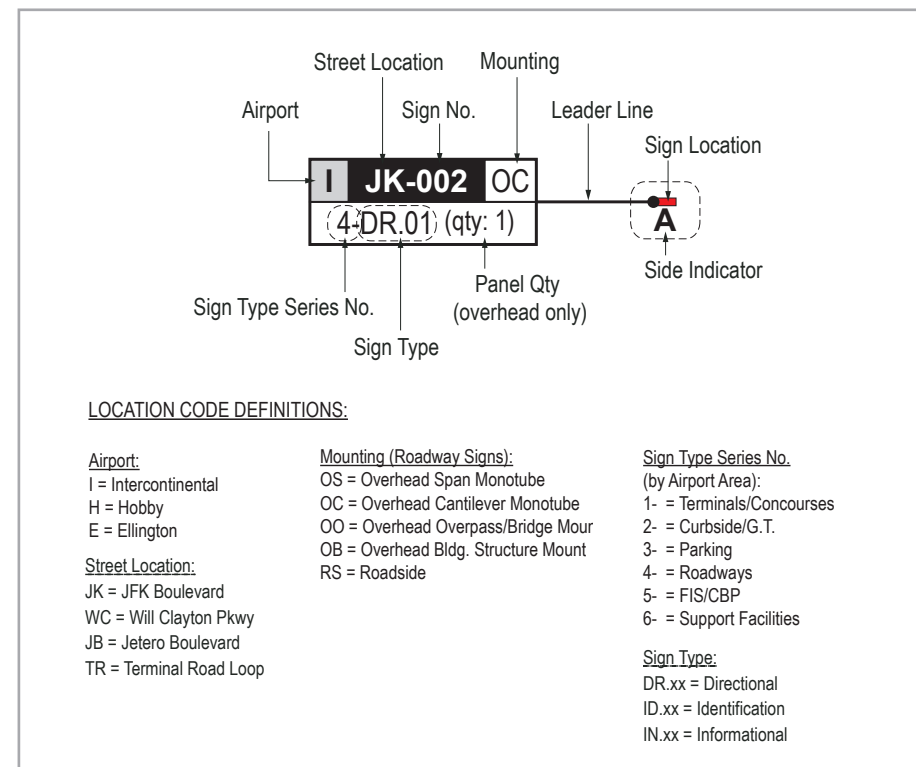 Street Location
Mounting
Airport
Sign No.
Leader Line
Sign Location
I JK-002 OC
4-DR.01 (qty: 1)
A
Side Indicator
Sign Type Series No.
Panel Qty
(overhead only)
Sign Type
LOCATION CODE DEFINITIONS:
Airport:
I = Intercontinental
H = Hobby
E = Ellington
Street Location:
JK = JFK Boulevard
WC = Will Clayton Pkwy
JB = Jetero Boulevard
TR = Terminal Road Loop
Mounting (Roadway Signs):
OS = Overhead Span Monotube
OC = Overhead Cantilever Monotube
OO = Overhead Overpass/Bridge Mour
OB = Overhead Bldg. Structure Mount
RS = Roadside
Sign Type Series No.
(by Airport Area):
1- = Terminals/Concourses
2- = Curbside/G.T.
3- = Parking
4- = Roadways
5- = FIS/CBP
6- = Support Facilities
Sign Type:
DR.xx = Directional
ID.xx = Identification
IN.xx = Informational